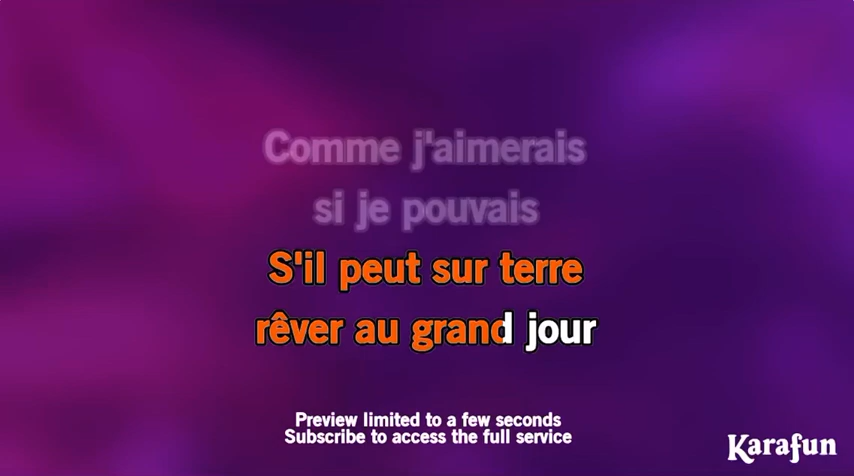 Comme j'aimerais
si je pouvais
S'il peut sur terre
rêver au grand jour
Preview limited to a few seconds
Subscribe to access the full service
Karafun